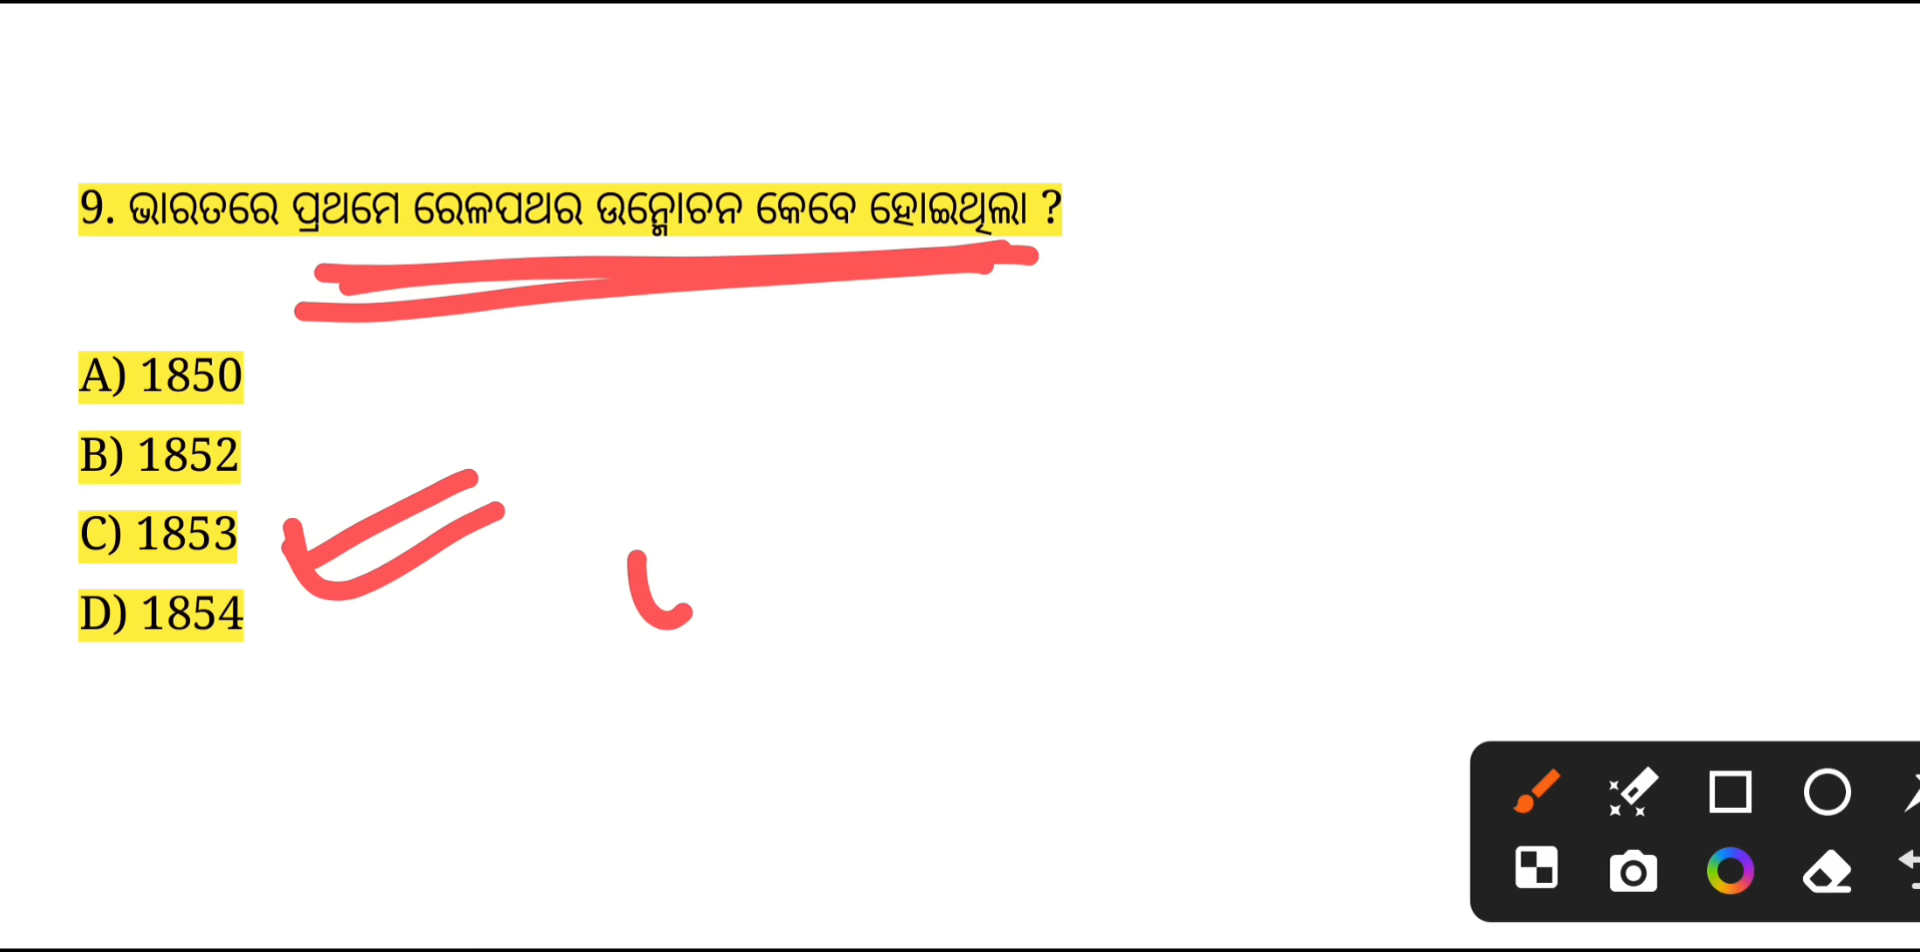 9. ଭାରତରେ ପ୍ରଥମେ ରେଳପଥର ଉନ୍ମୋଚନ କେବେ ହୋଇଥିଲା ?
A) 1850
B) 1852
C) 1853
D) 1854